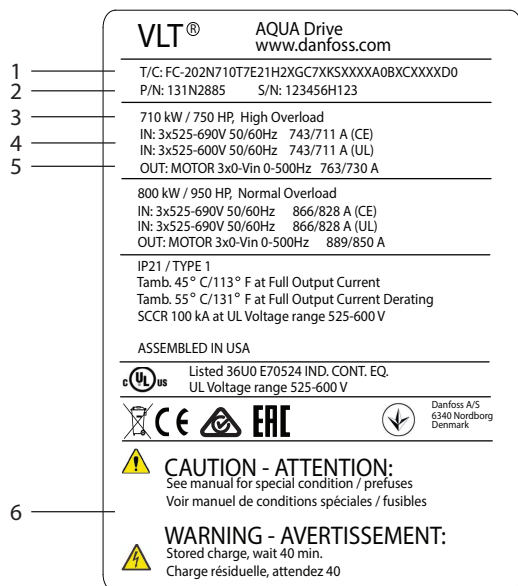 VLT® AQUA Drive
www.danfoss.com
1 T/C: FC-202N710T7E21H2XGC7XKSXXXXA0BXCXXXXD0
2 P/N: 131N2885 S/N: 123456H123
3 710 kW / 750 HP, High Overload
4 IN: 3x525-690V 50/60Hz 743/711 A (CE)
IN: 3x525-600V 50/60Hz 743/711 A (UL)
5 OUT: MOTOR 3x0-Vin 0-500Hz 763/730 A
800 kW / 950 HP, Normal Overload
IN: 3x525-690V 50/60Hz 866/828 A (CE)
IN: 3x525-690V 50/60Hz 866/828 A (UL)
OUT: MOTOR 3x0-Vin 0-500Hz 889/850 A
IP21 / TYPE 1
Tamb. 45° C/113° F at Full Output Current
Tamb. 55° C/131° F at Full Output Current Derating
SCCR 100 kA at UL Voltage range 525-600 V
ASSEMBLED IN USA
c UL us Listed 36U0 E70524 IND. CONT. EQ.
UL Voltage range 525-600 V
CE EAC
Danfoss A/S
6340 Nordborg
Denmark
CAUTION - ATTENTION:
See manual for special condition / prefuses
Voir manuel de conditions spéciales / fusibles
6
WARNING - AVERTISSEMENT:
Stored charge, wait 40 min.
Charge résiduelle, attendez 40